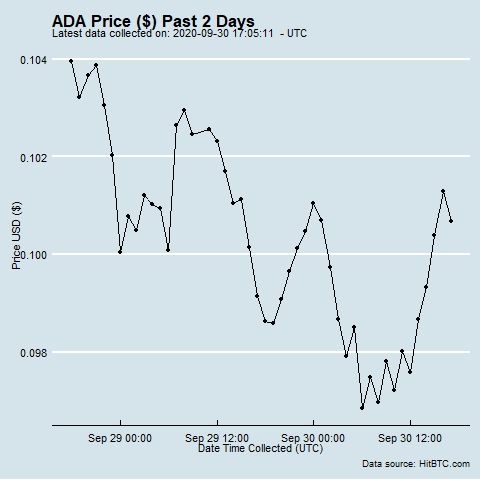 ADA Price ($) Past 2 Days
Latest data collected on: 2020-09-30 17:05:11  - UTC
0.104
0.102
0.100
0.098
Price USD ($)
Sep 29 00:00 Sep 29 12:00 Sep 30 00:00 Sep 30 12:00
Date Time Collected (UTC)
Data source: HitBTC.com